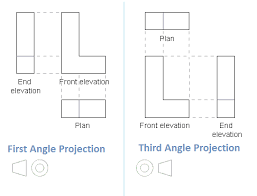 End
elevation
Front elevation
Plan
First Angle Projection
Plan
Front elevation
End
elevation
Third Angle Projection